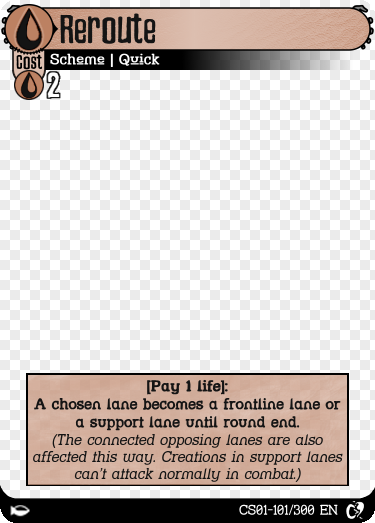 Reroute
Cost
Scheme | Quick
2
[Pay 1 life]:
A chosen lane becomes a frontline lane or
a support lane until round end.
(The connected opposing lanes are also
affected this way. Creations in support lanes
can't attack normally in combat.)
CS01-101/300 EN